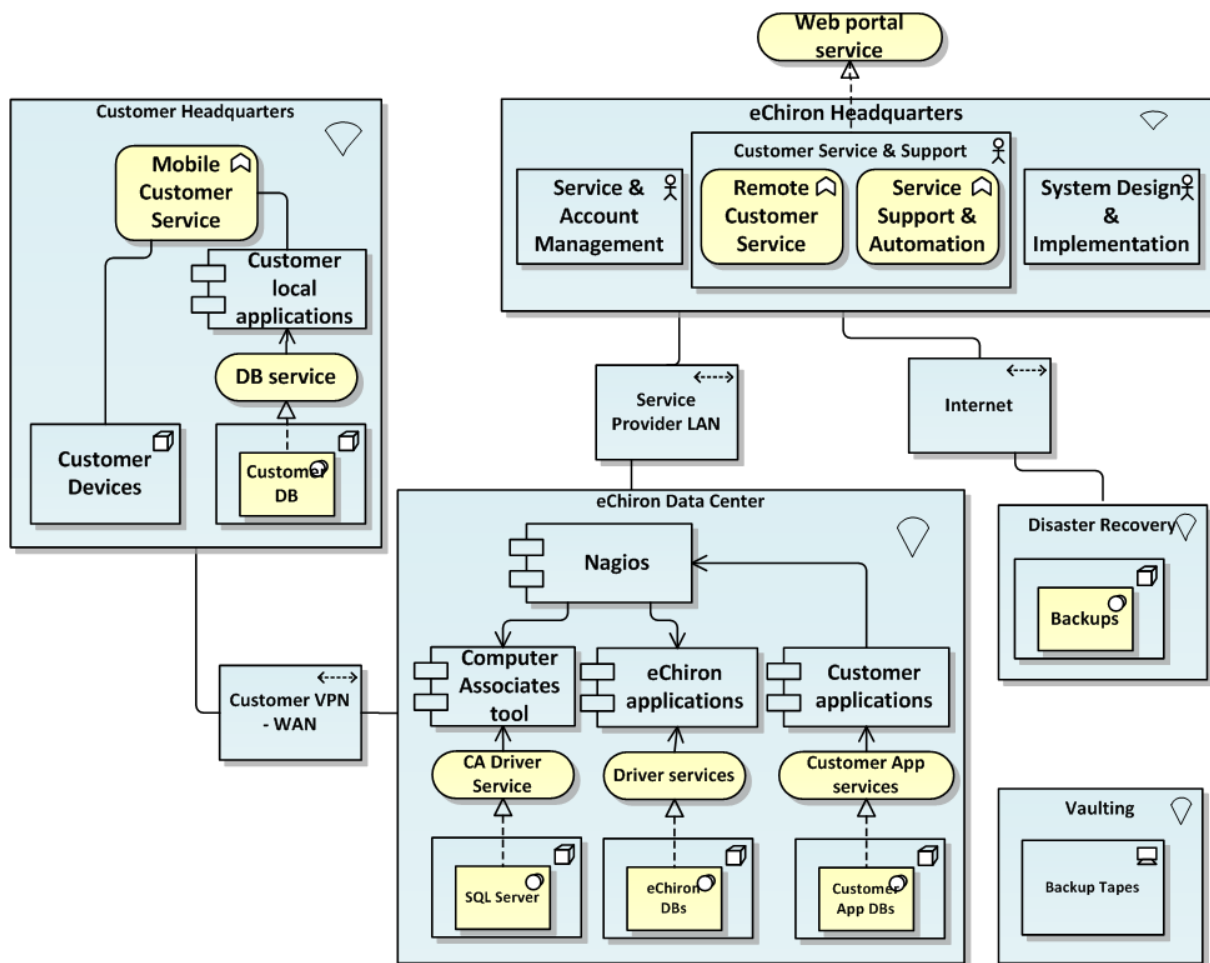 Web portal
service
Customer Headquarters
Mobile
Customer
Service
Customer
local
applications
DB service
Customer
Devices
Customer
DB
eChiron Headquarters
Customer Service & Support
Service &
Account
Management
Remote
Customer
Service
Service
Support &
Automation
System Design
&
Implementation
Service
Provider LAN
Internet
eChiron Data Center
Nagios
Computer
Associates
tool
eChiron
applications
Customer
applications
CA Driver
Service
Driver services
Customer App
services
SQL Server
eChiron
DBs
Customer
App DBs
Customer VPN
- WAN
Disaster Recovery
Backups
Vaulting
Backup Tapes